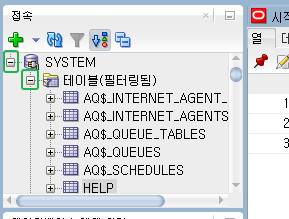 접속
SYSTEM
테이블(필터링됨)
AQ$_INTERNET_AGENT_
AQ$_INTERNET_AGENTS
AQ$_QUEUE_TABLES
AQ$_QUEUES
AQ$_SCHEDULES
HELP
시작
열
1
2
3